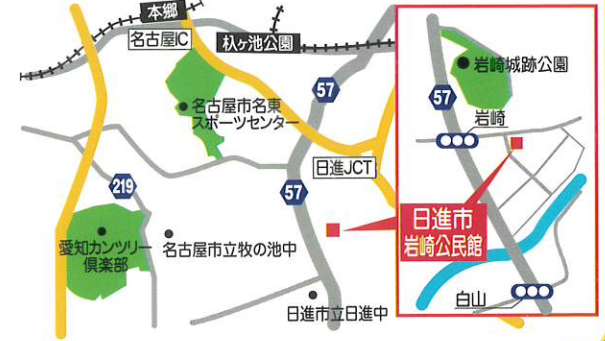 本郷
名古屋IC
杁ヶ池公園
57
岩崎城跡公園
57
名古屋市名東
スポーツセンター
岩崎
日進JCT
219
57
日進市
岩崎公民館
愛知カンツリー
倶楽部
名古屋市立牧の池中
白山
日進市立日進中